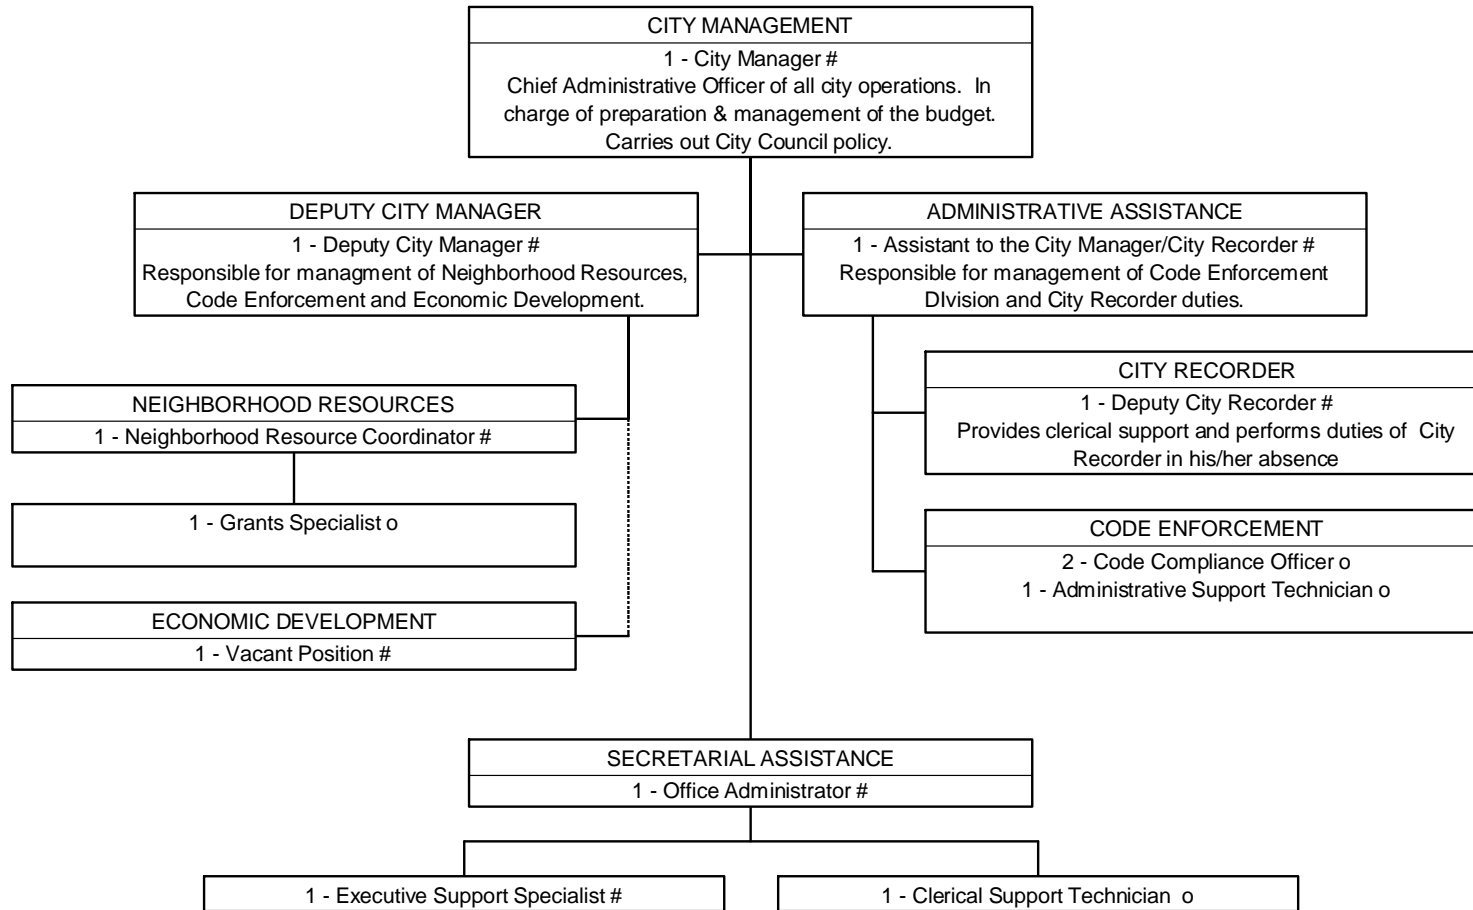 CITY MANAGEMENT
1 - City Manager #
Chief Administrative Officer of all city operations.  In
charge of preparation & management of the budget.
Carries out City Council policy.
DEPUTY CITY MANAGER
1 - Deputy City Manager #
Responsible for managment of Neighborhood Resources,
Code Enforcement and Economic Development.
ADMINISTRATIVE ASSISTANCE
1 - Assistant to the City Manager/City Recorder #
Responsible for management of Code Enforcement
DIvision and City Recorder duties.
NEIGHBORHOOD RESOURCES
1 - Neighborhood Resource Coordinator #
1 - Grants Specialist o
ECONOMIC DEVELOPMENT
1 - Vacant Position #
CITY RECORDER
1 - Deputy City Recorder #
Provides clerical support and performs duties of  City
Recorder in his/her absence
CODE ENFORCEMENT
2 - Code Compliance Officer o
1 - Administrative Support Technician o
SECRETARIAL ASSISTANCE
1 - Office Administrator #
1 - Executive Support Specialist #
1 - Clerical Support Technician  o